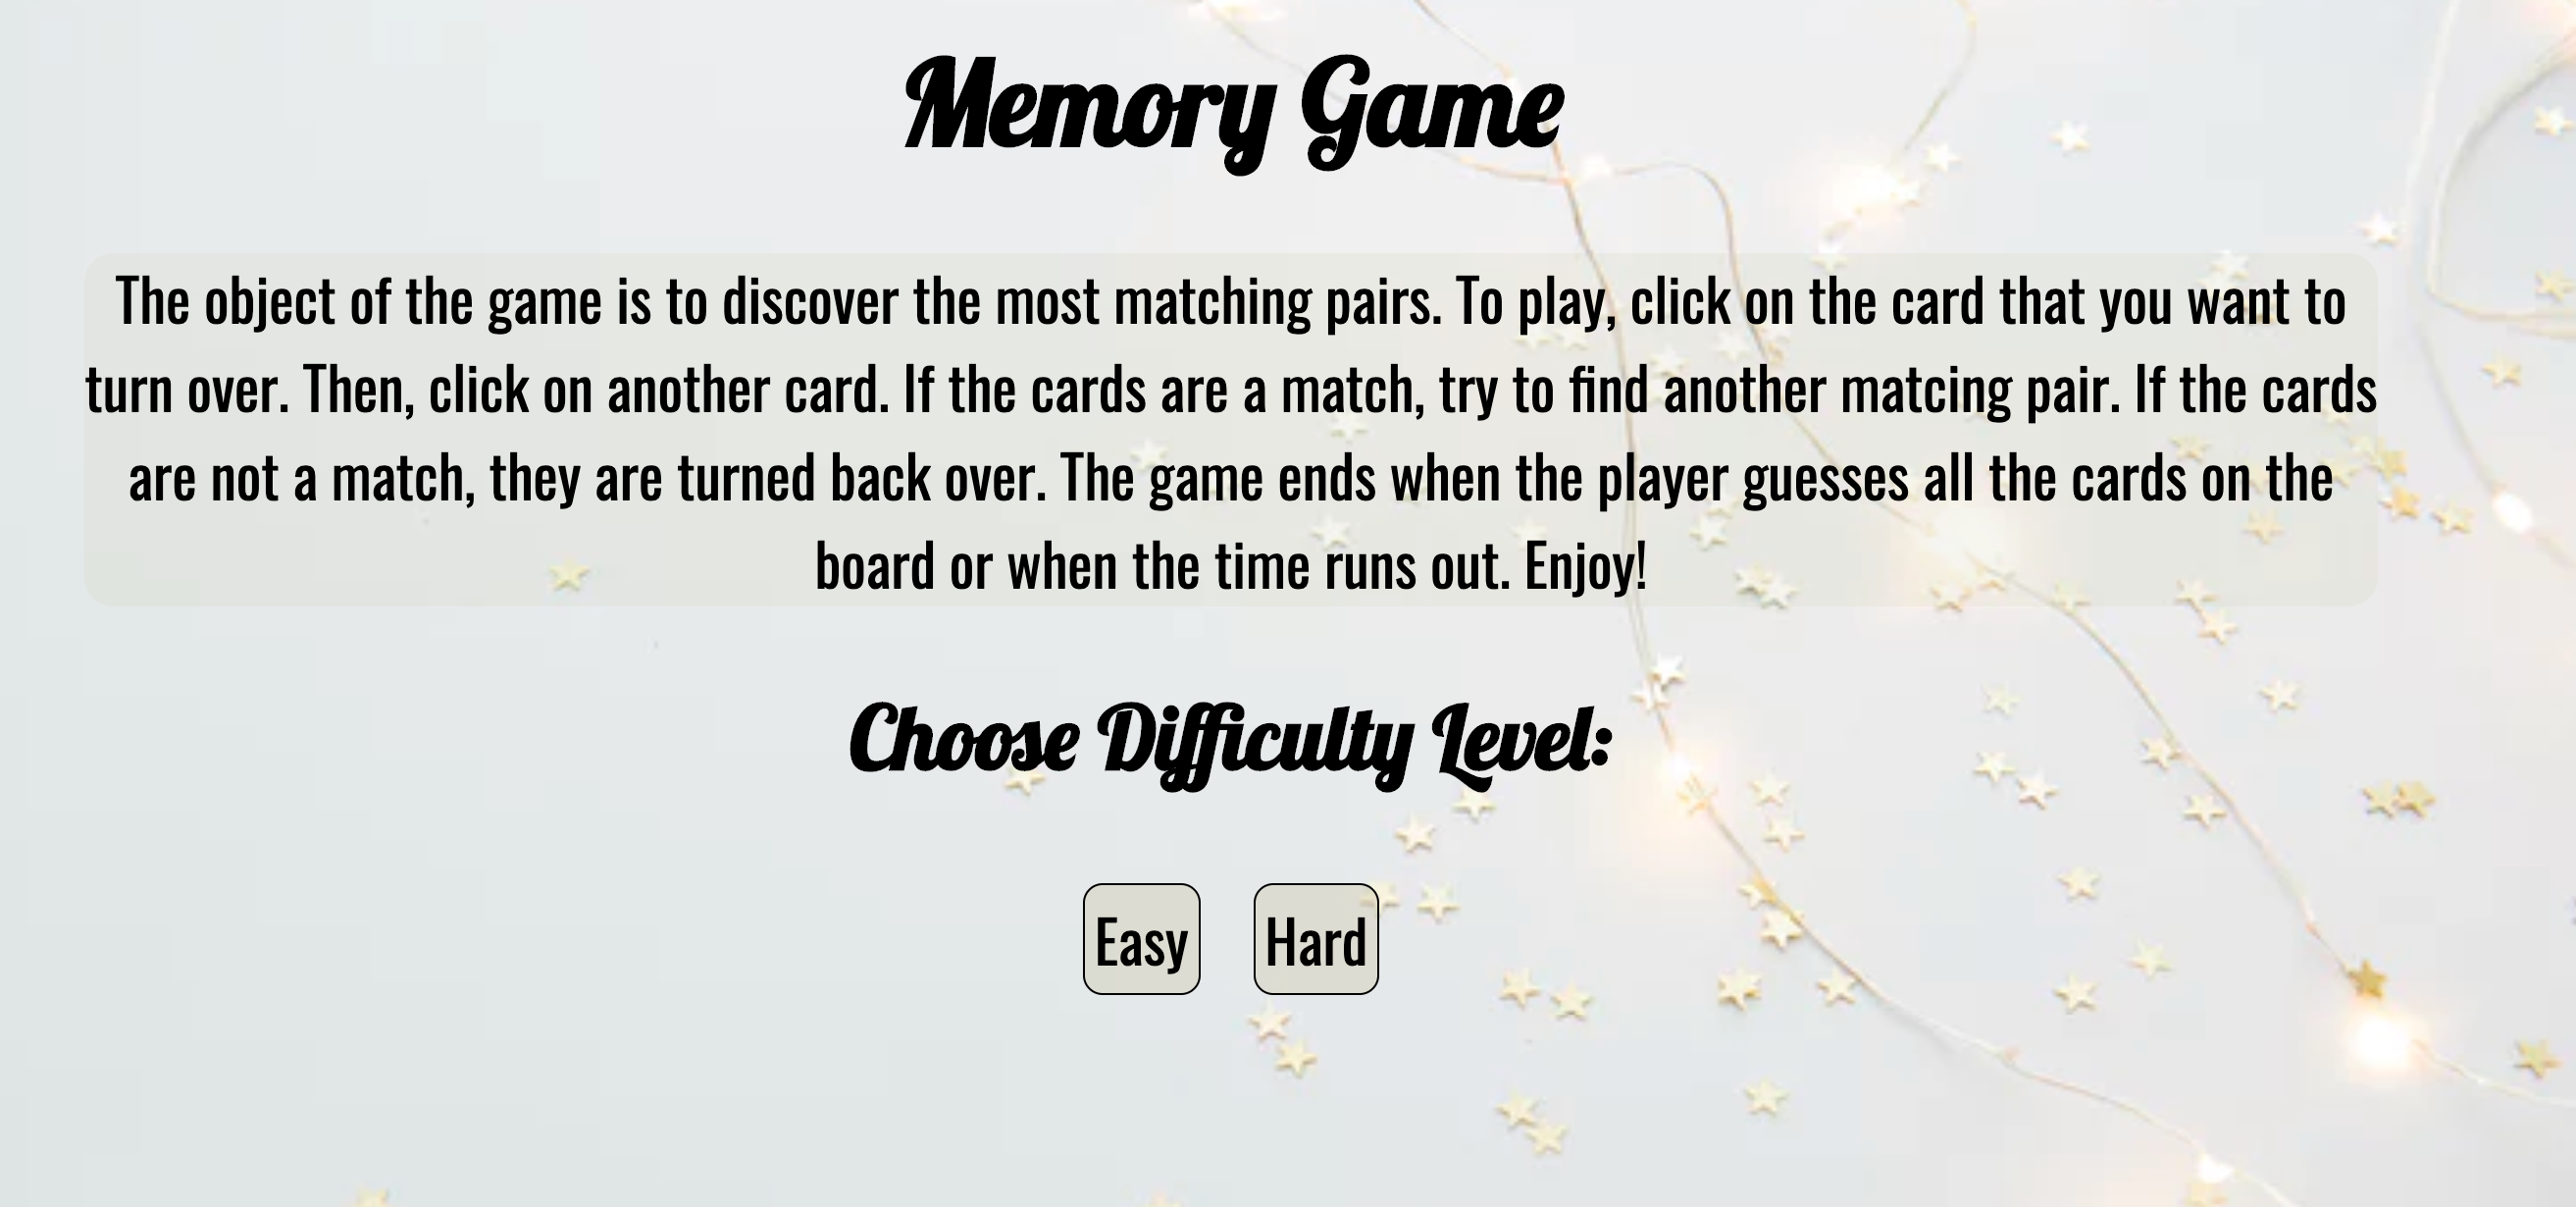 Memory Game
The object of the game is to discover the most matching pairs. To play, click on the card that you want to
turn over. Then, click on another card. If the cards are a match, try to find another matcing pair. If the cards
are not a match, they are turned back over. The game ends when the player guesses all the cards on the
board or when the time runs out. Enjoy!
Choose Difficulty Level:
Easy Hard